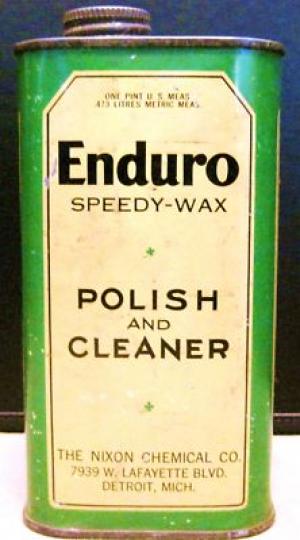 ONE PINT U.S. MEAS.
.473 LITRES METRIC MEAS.
Enduro
SPEEDY-WAX
POLISH
AND
CLEANER
THE NIXON CHEMICAL CO.
7939 W. LAFAYETTE BLVD.
DETROIT, MICH.